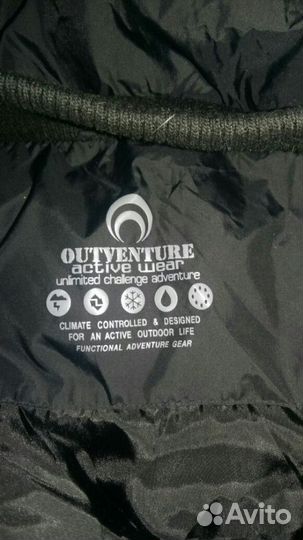 OUTVENTURE
active wear
unlimited challenge adventure
CLIMATE CONTROLLED & DESIGNED
FOR AN ACTIVE OUTDOOR LIFE
FUNCTIONAL ADVENTURE GEAR
Avito